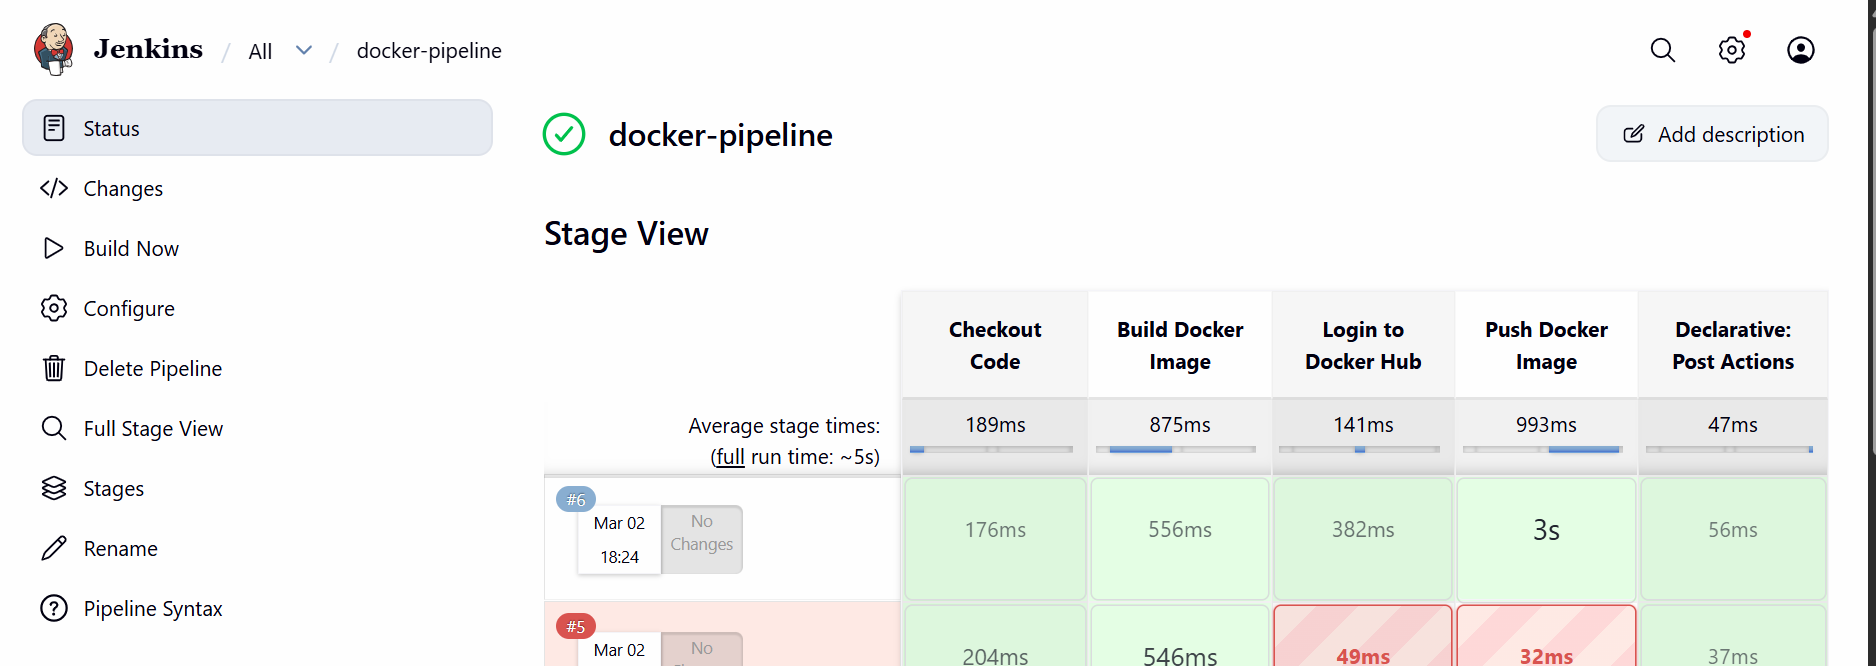 Jenkins / All / docker-pipeline
Status
Changes
Build Now
Configure
Delete Pipeline
Full Stage View
Stages
Rename
Pipeline Syntax
docker-pipeline
Add description
Stage View
Checkout Code
Build Docker Image
Login to Docker Hub
Push Docker Image
Declarative: Post Actions
Average stage times:
(full run time: ~5s)
189ms
875ms
141ms
993ms
47ms
#6
Mar 02
18:24
No
Changes
176ms
556ms
382ms
3s
56ms
#5
Mar 02
No
204ms
546ms
49ms
32ms
37ms